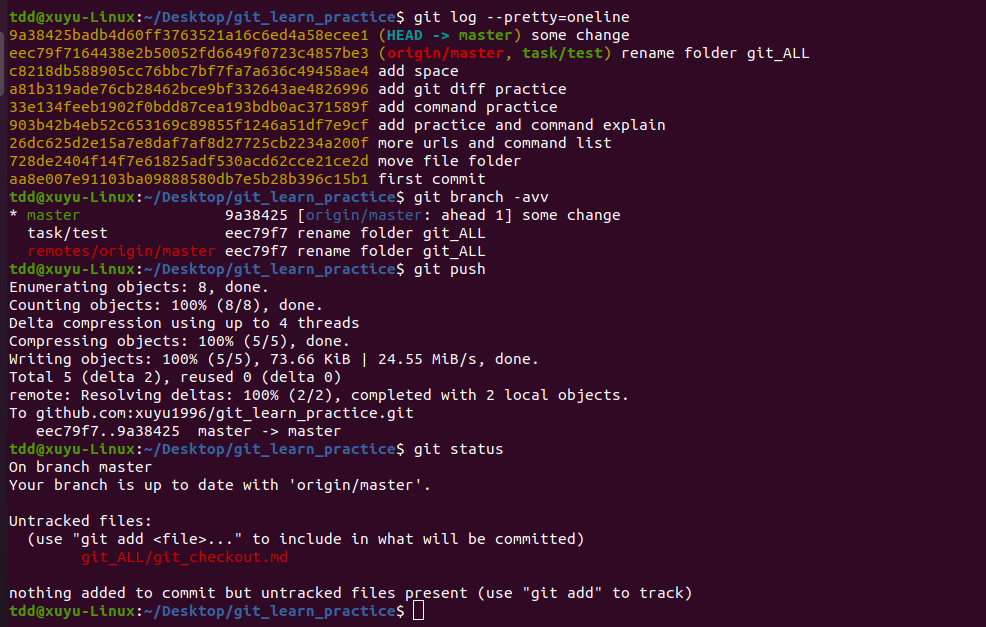 tdd@xuyu-Linux:~/Desktop/git_learn_practice$ git log --pretty=oneline
9a38425badb4d60ff3763521a16c6ed4a58ecee1 (HEAD -> master) some change
eec79f7164438e2b50052fd6649f0723c4857be3 (origin/master, task/test) rename folder git_ALL
c8218db588905cc76bbc7bf7fa7a636c49458ae4 add space
a81b319ade76cb28462bce9bf332643ae4826996 add git diff practice
33e134feeb1902f0bdd87cea193bdb0ac371589f add command practice
903b42b4eb52c653169c89855f1246a51df7e9cf add practice and command explain
26dc625d2e15a7e8daf7af8d27725cb2234a200f more urls and command list
728de2404f14f7e61825adf530acd62cce21ce2d move file folder
aa8e007e91103ba09888580db7e5b28b396c15b1 first commit
tdd@xuyu-Linux:~/Desktop/git_learn_practice$ git branch -avv
* master                9a38425 [origin/master: ahead 1] some change
  task/test             eec79f7 rename folder git_ALL
  remotes/origin/master eec79f7 rename folder git_ALL
tdd@xuyu-Linux:~/Desktop/git_learn_practice$ git push
Enumerating objects: 8, done.
Counting objects: 100% (8/8), done.
Delta compression using up to 4 threads
Compressing objects: 100% (5/5), done.
Writing objects: 100% (5/5), 73.66 KiB | 24.55 MiB/s, done.
Total 5 (delta 2), reused 0 (delta 0)
remote: Resolving deltas: 100% (2/2), completed with 2 local objects.
To github.com:xuyu1996/git_learn_practice.git
   eec79f7..9a38425  master -> master
tdd@xuyu-Linux:~/Desktop/git_learn_practice$ git status
On branch master
Your branch is up to date with 'origin/master'.

Untracked files:
  (use "git add <file>..." to include in what will be committed)
        git_ALL/git_checkout.md

nothing added to commit but untracked files present (use "git add" to track)
tdd@xuyu-Linux:~/Desktop/git_learn_practice$